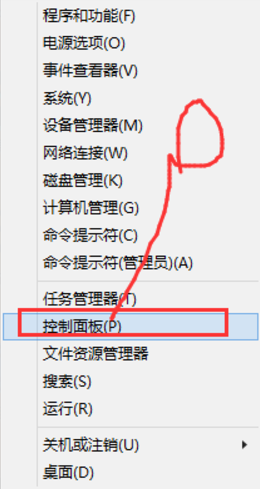 程序和功能(F)
电源选项(O)
事件查看器(V)
系统(Y)
设备管理器(M)
网络连接(W)
磁盘管理(K)
计算机管理(G)
命令提示符(C)
命令提示符(管理员)(A)
任务管理器(T)
控制面板(P)
文件资源管理器
搜索(S)
运行(R)
关机或注销(U)
桌面(D)